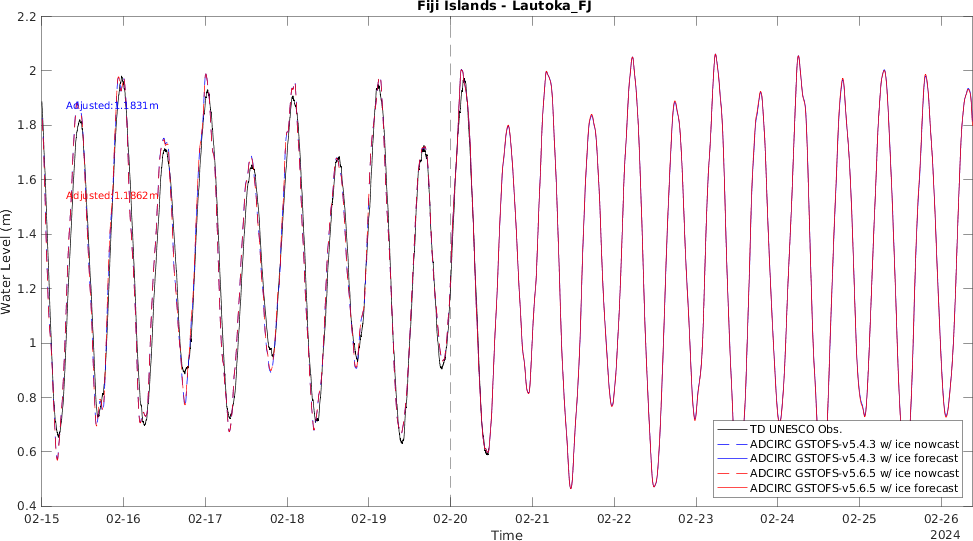 Fiji Islands - Lautoka_FJ
2.2
2
1.8
1.6
1.4
1.2
1
0.8
0.6
0.4
Water Level (m)
Adjusted:1.1831m
Adjusted:1.1862m
TD UNESCO Obs.
ADCIRC GSTOFS-v5.4.3 w/ ice nowcast
ADCIRC GSTOFS-v5.4.3 w/ ice forecast
ADCIRC GSTOFS-v5.6.5 w/ ice nowcast
ADCIRC GSTOFS-v5.6.5 w/ ice forecast
02-15 02-16 02-17 02-18 02-19 02-20 02-21 02-22 02-23 02-24 02-25 02-26
2024
Time